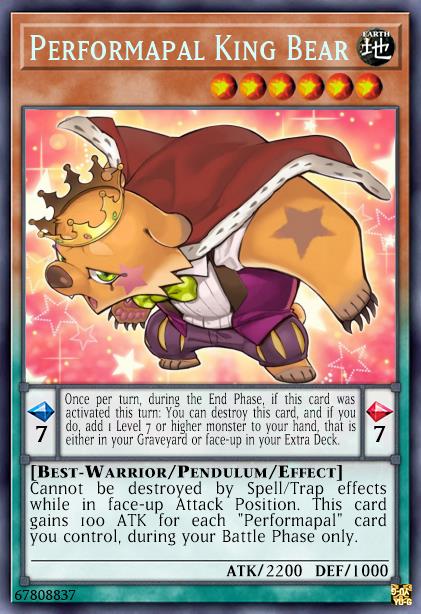 Performapal King Bear
EARTH
地
Once per turn, during the End Phase, if this card was
activated this turn: You can destroy this card, and if you
do, add 1 Level 7 or higher monster to your hand, that is
either in your Graveyard or face-up in your Extra Deck.
7
7
[Best-Warrior/Pendulum/Effect]
Cannot be destroyed by Spell/Trap effects
while in face-up Attack Position. This card
gains 100 ATK for each "Performapal" card
you control, during your Battle Phase only.
ATK/2200 DEF/1000
67808837